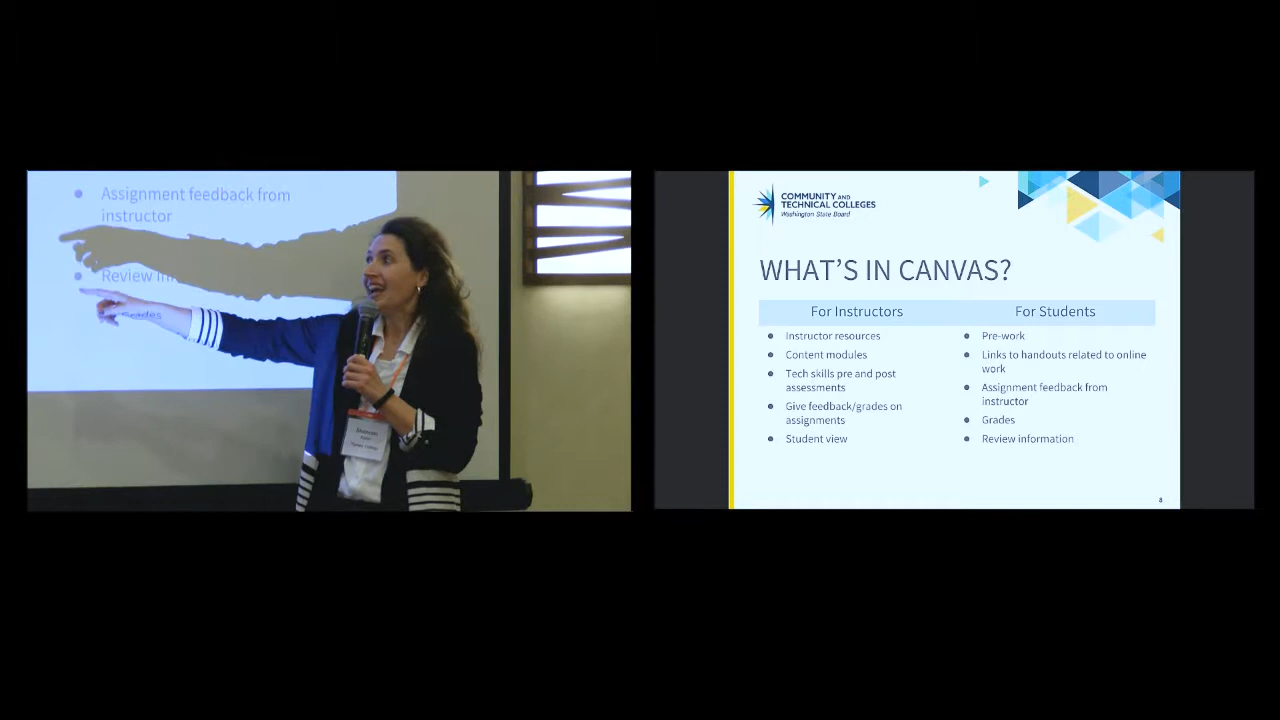 Assignment feedback from
instructor
Review
COMMUNITY AND
TECHNICAL COLLEGES
Washington State Board
WHAT'S IN CANVAS?
For Instructors
● Instructor resources
● Content modules
● Tech skills pre and post
assessments
● Give feedback/grades on
assignments
● Student view
For Students
● Pre-work
● Links to handouts related to online
work
● Assignment feedback from
instructor
● Grades
● Review information
8